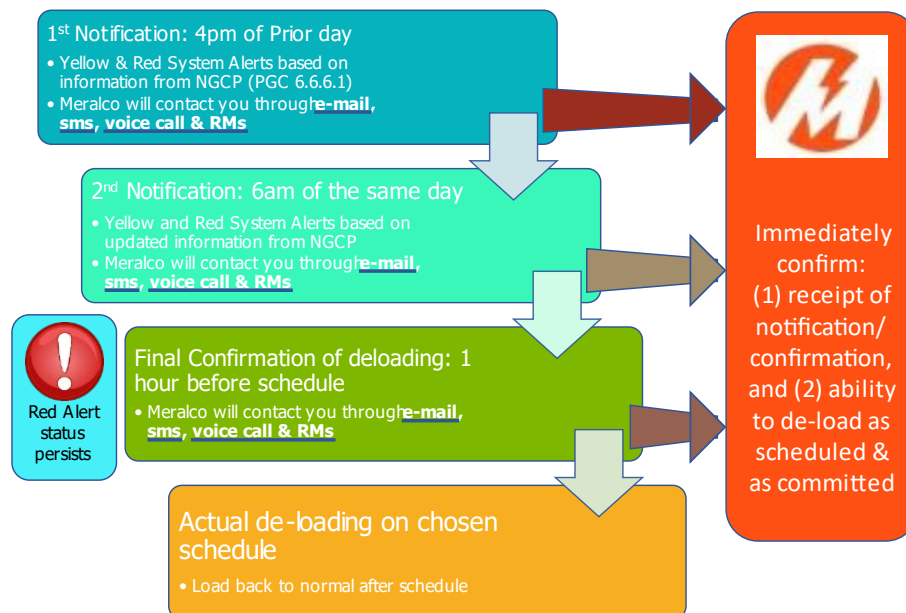 1st Notification: 4pm of Prior day
• Yellow & Red System Alerts based on
information from NGCP (PGC 6.6.6.1)
• Meralco will contact you throughe-mail,
sms, voice call & RMs
2nd Notification: 6am of the same day
• Yellow and Red System Alerts based on
updated information from NGCP
• Meralco will contact you throughe-mail,
sms, voice call & RMs
Red Alert
status
persists
Final Confirmation of deloading: 1
hour before schedule
• Meralco will contact you throughe-mail,
sms, voice call & RMs
Actual de-loading on chosen
schedule
• Load back to normal after schedule
Immediately
confirm:
(1) receipt of
notification/
confirmation,
and (2) ability
to de-load as
scheduled &
as committed